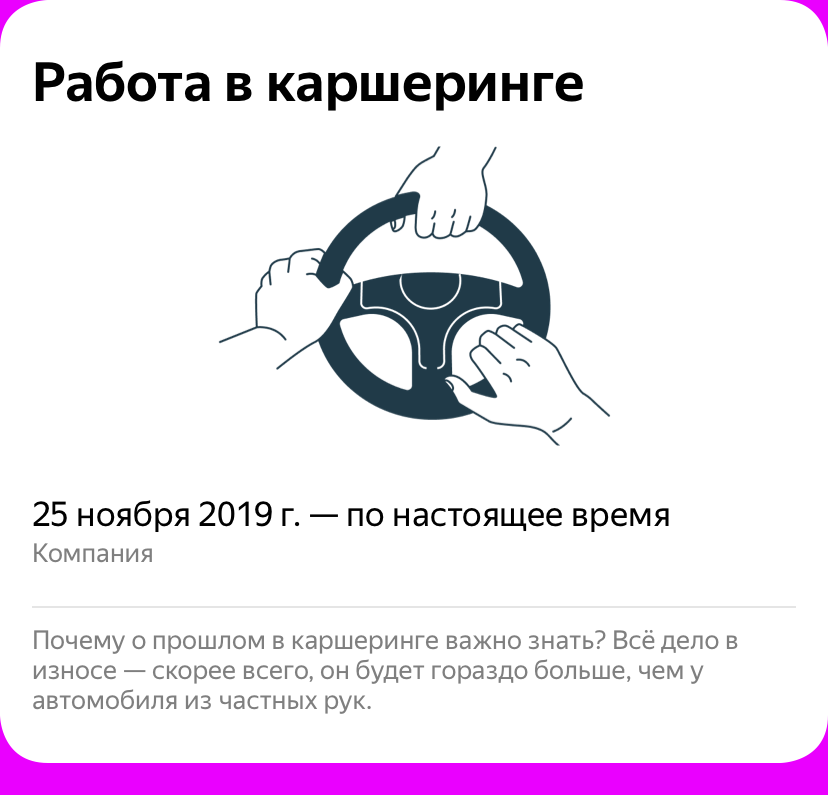 Работа в каршеринге
25 ноября 2019 г. — по настоящее время
Компания
Почему о прошлом в каршеринге важно знать? Всё дело в
износе — скорее всего, он будет гораздо больше, чем у
автомобиля из частных рук.